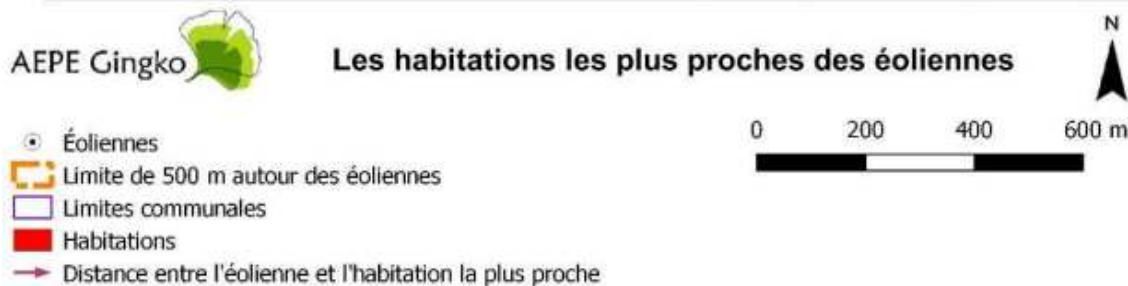 AEPE Gingko
Les habitations les plus proches des éoliennes
N
0 200 400 600 m
Éoliennes
Limite de 500 m autour des éoliennes
Limites communales
Habitations
Distance entre l'éolienne et l'habitation la plus proche